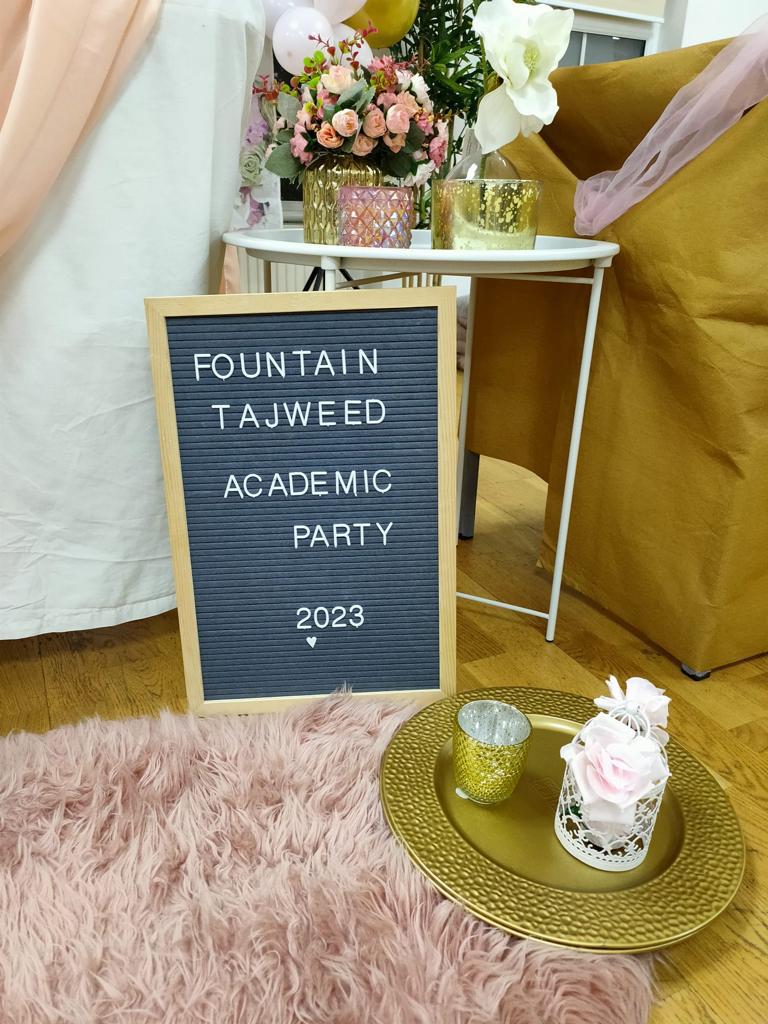 FOUNTAIN
TAJWEED
ACADEMIC
PARTY
2023